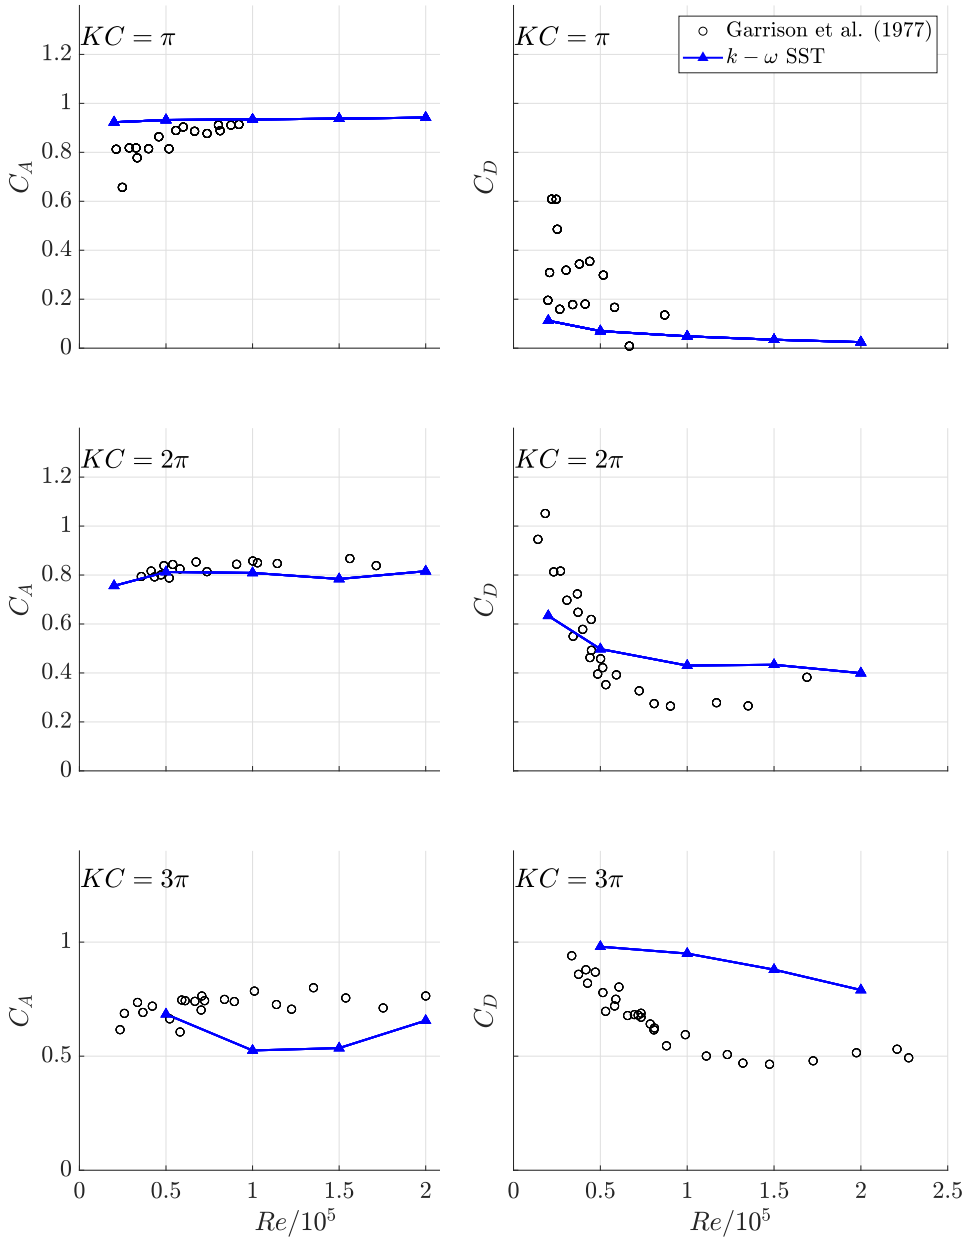 KC = π
1.2
1
0.8
0.6
0.4
0.2
0
C_A
KC = π
Garrison et al. (1977)
k − ω SST
C_D
KC = 2π
1.2
1
0.8
0.6
0.4
0.2
0
C_A
KC = 2π
C_D
KC = 3π
1
0.5
0
C_A
0 0.5 1 1.5 2
Re/10^5
KC = 3π
C_D
0 0.5 1 1.5 2 2.5
Re/10^5